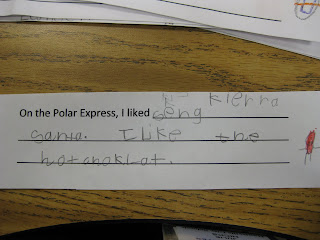 Kierra
On the Polar Express, I liked seng
santa. I like the
hot choklat.